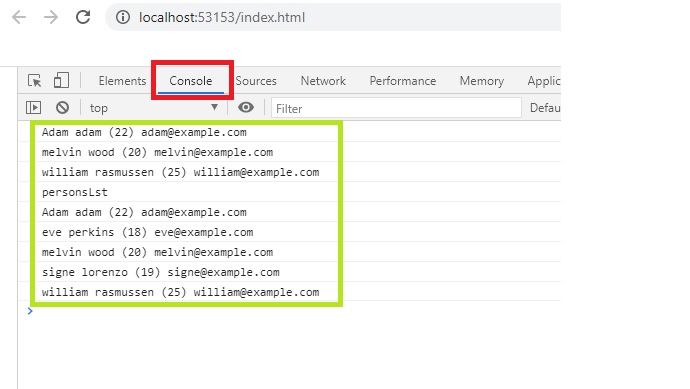 localhost:53153/index.html
Elements Console Sources Network Performance Memory Applic
top Filter Defau
Adam adam (22) adam@example.com
melvin wood (20) melvin@example.com
william rasmussen (25) william@example.com
personsLst
Adam adam (22) adam@example.com
eve perkins (18) eve@example.com
melvin wood (20) melvin@example.com
signe lorenzo (19) signe@example.com
william rasmussen (25) william@example.com